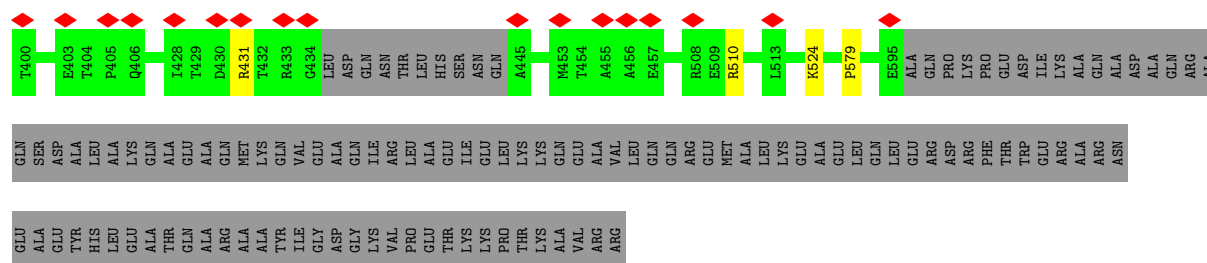 T400 E403 T404 P405 Q406 I428 T429 D430 R431 T432 R433 G434 LEU ASP GLN ASN THR LEU HIS SER ASN GLN A445 M453 T454 A455 A456 E457 R508 E509 R510 L513 K524 P579 E595 ALA GLN PRO LYS PRO GLU ASP ILE LYS ALA GLN ALA ASP ALA GLN ARG ALA
GLN SER ASP ALA LEU ALA LYS GLN ALA GLU ALA GLN MET LYS GLN VAL GLU ALA GLN ILE ARG LEU ALA GLU ILE GLU LEU LYS LYS GLN GLU ALA VAL LEU GLN GLN ARG GLU MET ALA LEU LYS GLU ALA GLU LEU GLN LEU GLU ARG ASP ARG PHE THR TRP GLU ARG ALA ARG ASN
GLU ALA GLU TYR HIS LEU GLU ALA THR GLN ALA ARG ALA ALA TYR ILE GLY ASP GLY LYS VAL PRO GLU THR LYS LYS PRO THR LYS ALA VAL ARG ARG